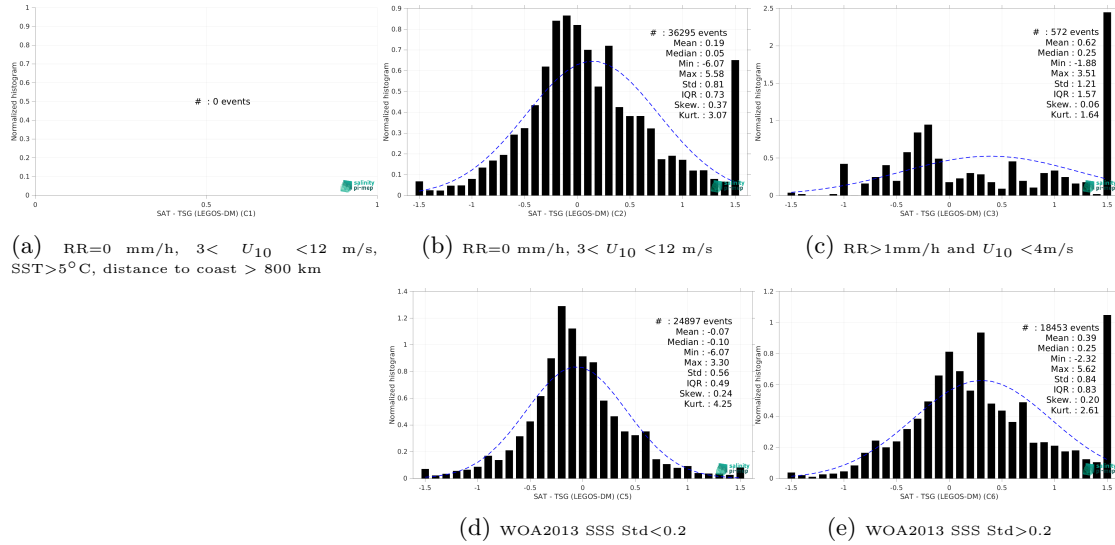 1
0.9
0.8
0.7
0.6
0.5
0.4
0.3
0.2
0.1
0
Normalized histogram
# : 0 events
0
0.5
1
SAT - TSG (LEGOS-DM) (C1)
salinity
pi-mep
(a) RR=0 mm/h, 3< U10 <12 m/s,
SST>5°C, distance to coast > 800 km
0.9
0.8
0.7
0.6
0.5
0.4
0.3
0.2
0.1
0
Normalized histogram
# : 36295 events
Mean : 0.19
Median : 0.05
Min : -6.07
Max : 5.58
Std : 0.81
IQR : 0.73
Skew. : 0.37
Kurt. : 3.07
-1.5
-1
-0.5
0
0.5
1
1.5
SAT - TSG (LEGOS-DM) (C2)
salinity
pi-mep
(b) RR=0 mm/h, 3< U10 <12 m/s
2.5
2
1.5
1
0.5
0
Normalized histogram
# : 572 events
Mean : 0.62
Median : 0.25
Min : -1.88
Max : 3.51
Std : 1.21
IQR : 1.57
Skew. : 0.06
Kurt. : 1.64
-1.5
-1
-0.5
0
0.5
1
1.5
SAT - TSG (LEGOS-DM) (C3)
salinity
pi-mep
(c) RR>1mm/h and U10 <4m/s
1.4
1.2
1
0.8
0.6
0.4
0.2
0
Normalized histogram
# : 24897 events
Mean : -0.07
Median : -0.10
Min : -6.07
Max : 3.30
Std : 0.56
IQR : 0.49
Skew. : 0.24
Kurt. : 4.25
-1.5
-1
-0.5
0
0.5
1
1.5
SAT - TSG (LEGOS-DM) (C5)
salinity
pi-mep
(d) WOA2013 SSS Std<0.2
1.2
1
0.8
0.6
0.4
0.2
0
Normalized histogram
# : 18453 events
Mean : 0.39
Median : 0.25
Min : -2.32
Max : 5.62
Std : 0.84
IQR : 0.83
Skew. : 0.20
Kurt. : 2.61
-1.5
-1
-0.5
0
0.5
1
1.5
SAT - TSG (LEGOS-DM) (C6)
salinity
pi-mep
(e) WOA2013 SSS Std>0.2